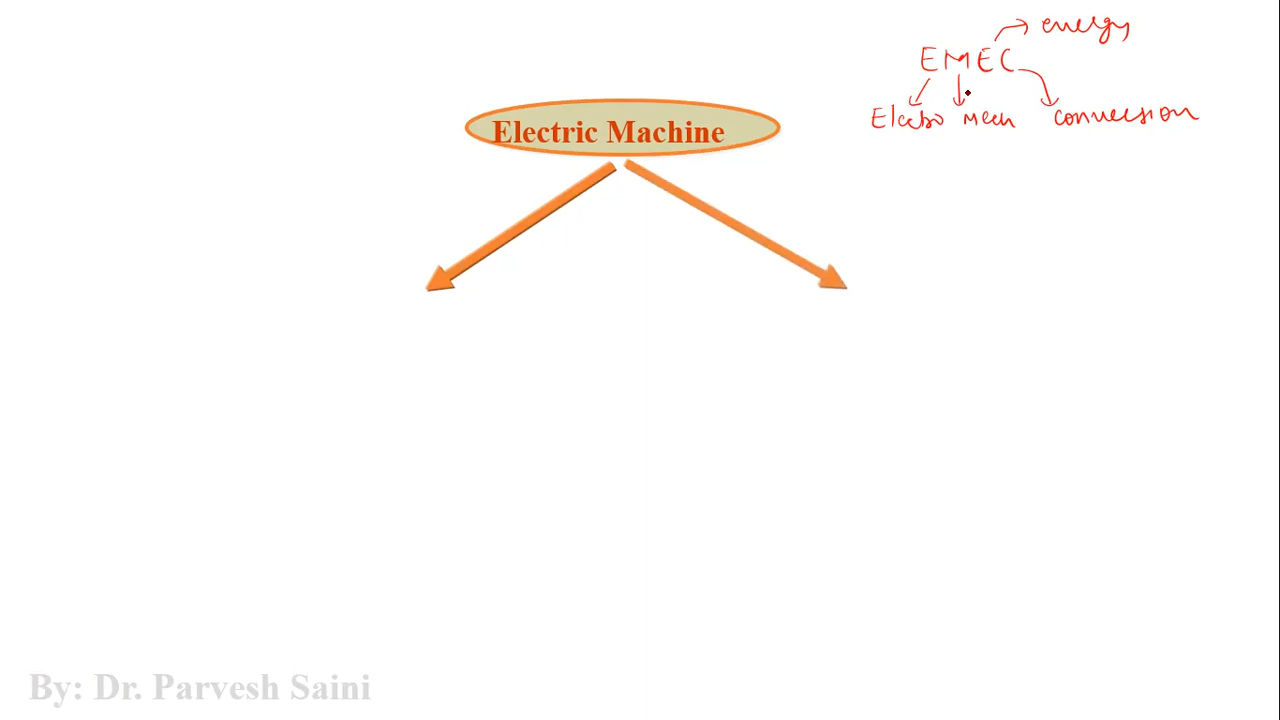 energy
EMEC
Electro Mech conversion
Electric Machine
By: Dr. Parvesh Saini